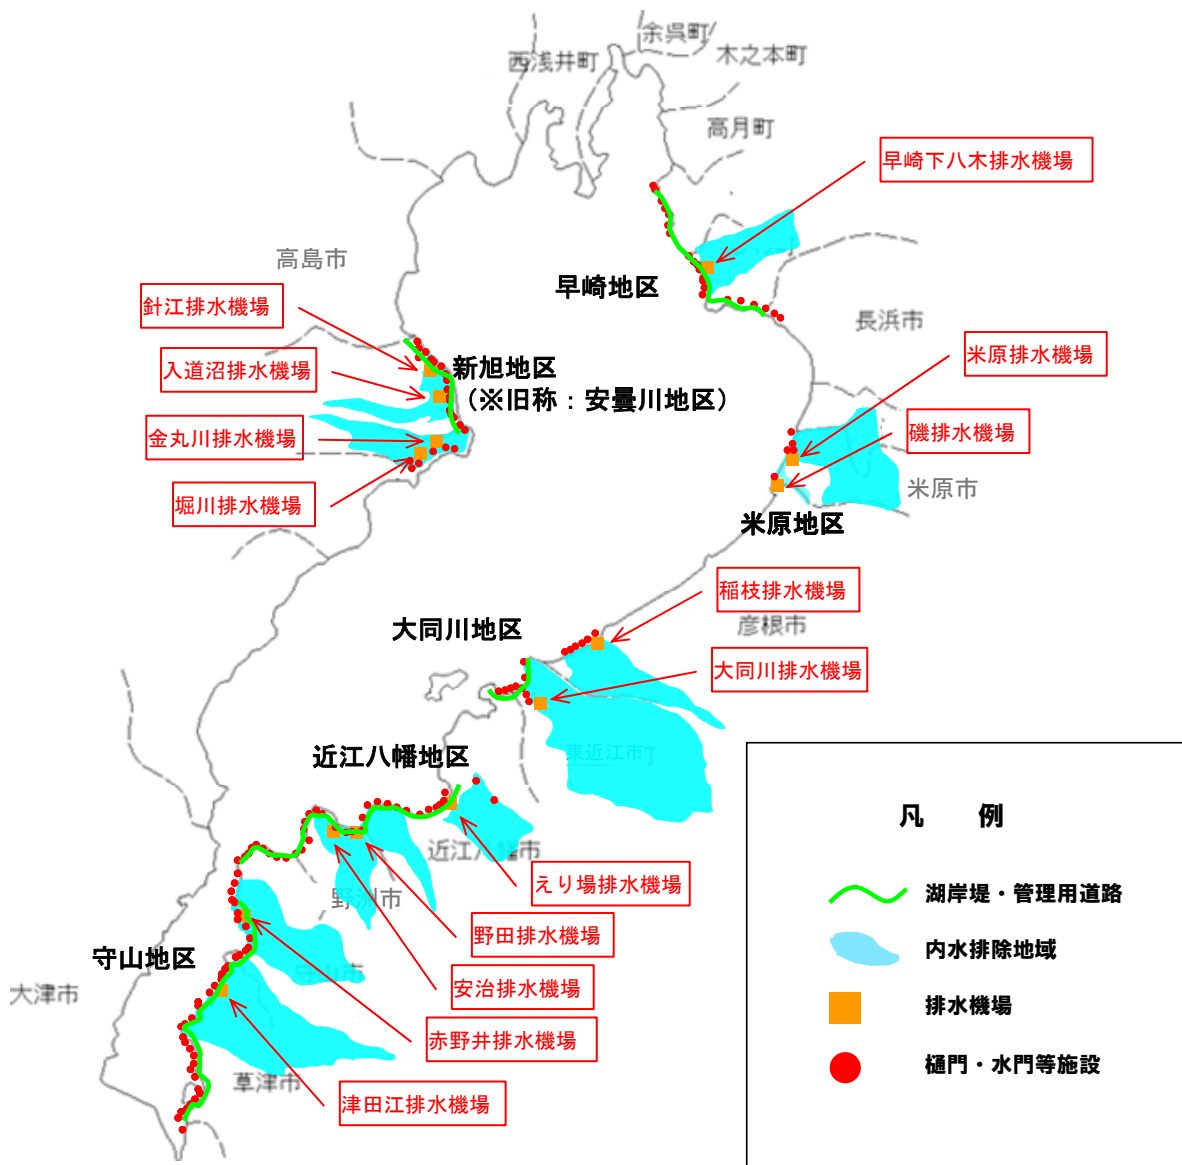 余呉町
西浅井町
木之本町
高月町
早崎下八木排水機場
高島市
早崎地区
針江排水機場
長浜市
米原排水機場
入道沼排水機場
新旭地区
（※旧称：安曇川地区）
金丸川排水機場
磯排水機場
堀川排水機場
米原市
米原地区
稲枝排水機場
大同川地区
彦根市
大同川排水機場
近江八幡地区
東近江市
近江八幡市
えり場排水機場
野洲市
野田排水機場
守山地区
守山市
安治排水機場
大津市
赤野井排水機場
草津市
津田江排水機場
凡 例
湖岸堤・管理用道路
内水排除地域
排水機場
樋門・水門等施設